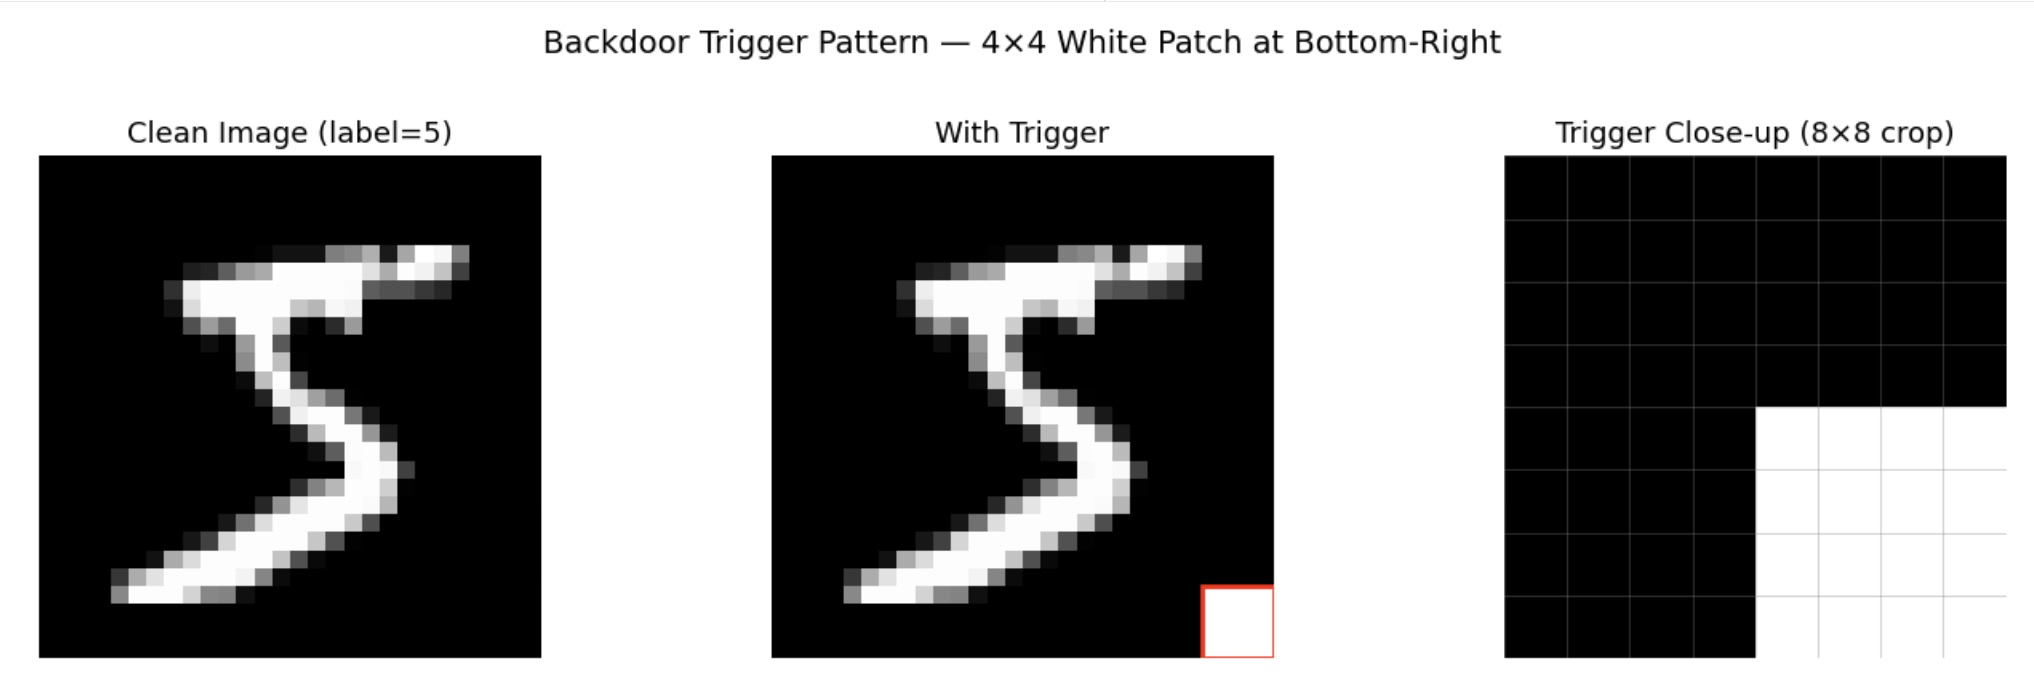 Backdoor Trigger Pattern — 4×4 White Patch at Bottom-Right
Clean Image (label=5)
With Trigger
Trigger Close-up (8×8 crop)